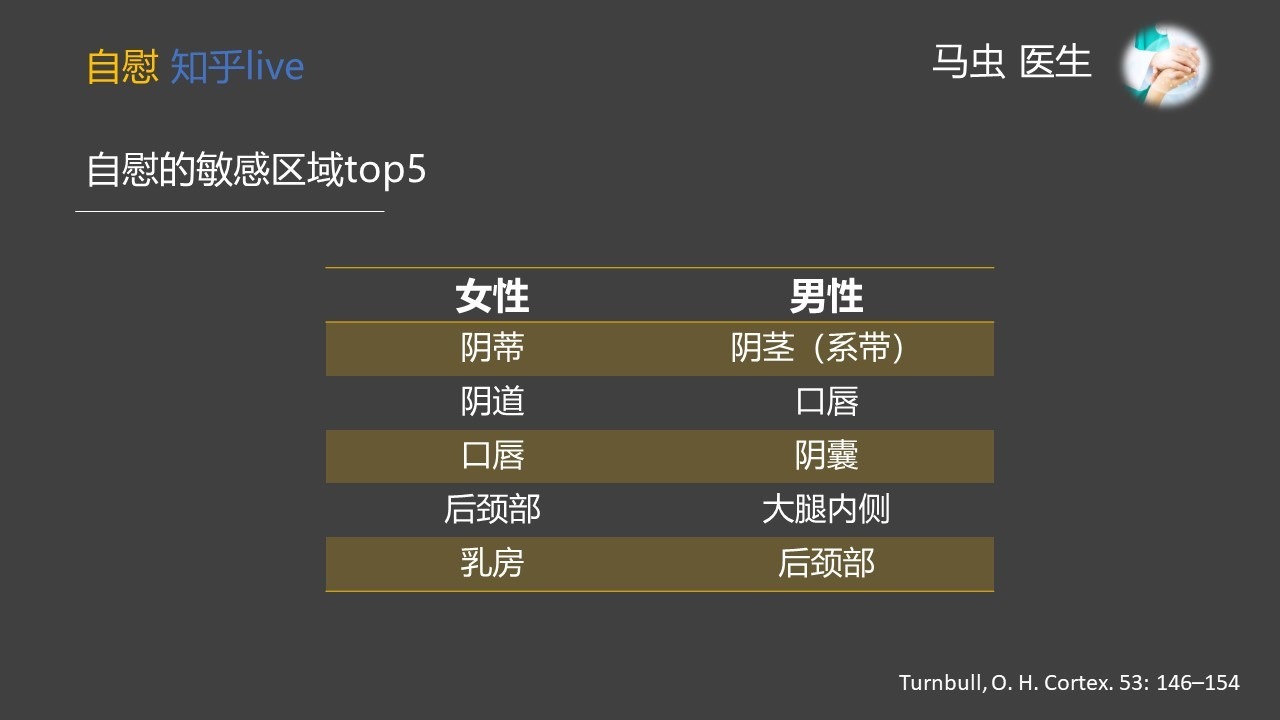 自慰 知乎live
马虫 医生
自慰的敏感区域top5
女性 男性
阴蒂 阴茎（系带）
阴道 口唇
口唇 阴囊
后颈部 大腿内侧
乳房 后颈部
Turnbull, O. H. Cortex. 53: 146–154